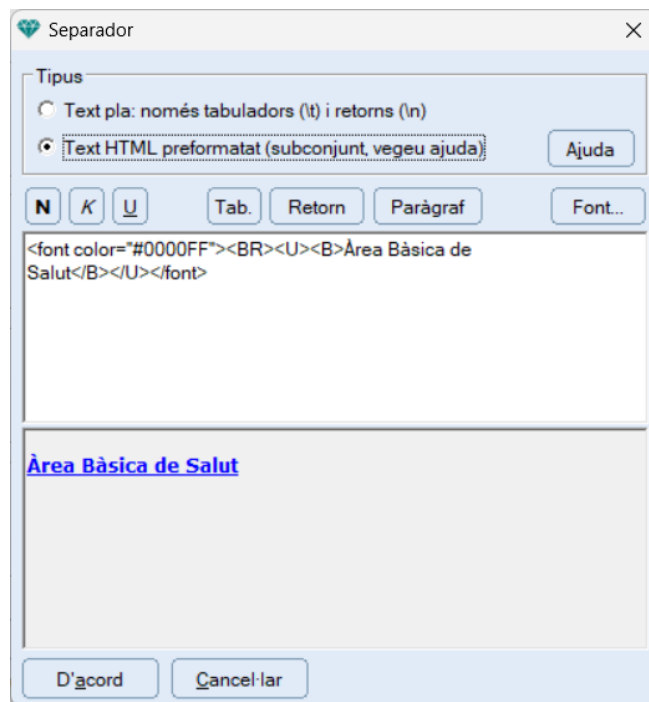 Separador
Tipus
Text pla: només tabuladors (\t) i retorns (\n)
Text HTML preformatat (subconjunt, vegeu ajuda)
Ajuda
N K U Tab. Retorn Paràgraf Font...
<font color="#0000FF"><BR><U><B>Àrea Bàsica de
Salut</B></U></font>
Àrea Bàsica de Salut
D'acord Cancel·lar